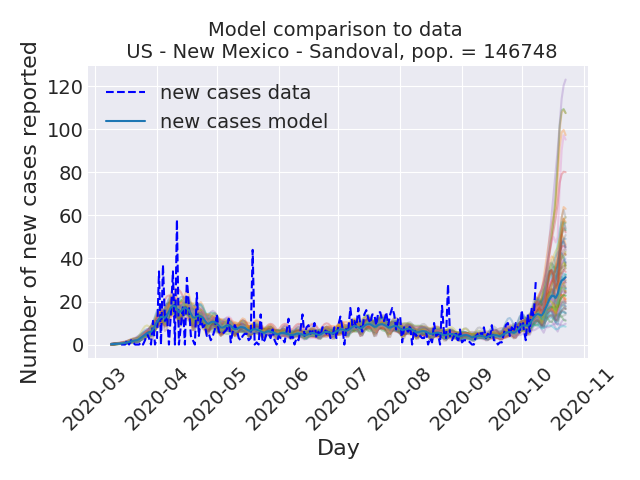 Model comparison to data
US - New Mexico - Sandoval, pop. = 146748
Number of new cases reported
120
100
80
60
40
20
0
new cases data
new cases model
2020-03
2020-04
2020-05
2020-06
2020-07
2020-08
2020-09
2020-10
2020-11
Day